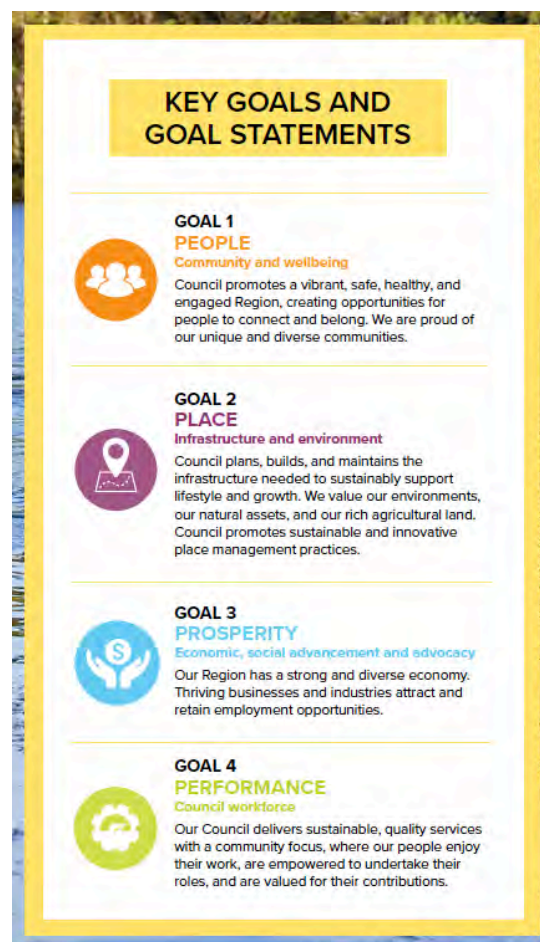 KEY GOALS AND
GOAL STATEMENTS
GOAL 1
PEOPLE
Community and wellbeing
Council promotes a vibrant, safe, healthy, and
engaged Region, creating opportunities for
people to connect and belong. We are proud of
our unique and diverse communities.
GOAL 2
PLACE
Infrastructure and environment
Council plans, builds, and maintains the
infrastructure needed to sustainably support
lifestyle and growth. We value our environments,
our natural assets, and our rich agricultural land.
Council promotes sustainable and innovative
place management practices.
GOAL 3
PROSPERITY
Economic, social advancement and advocacy
$
Our Region has a strong and diverse economy.
Thriving businesses and industries attract and
retain employment opportunities.
GOAL 4
PERFORMANCE
Council workforce
Our Council delivers sustainable, quality services
with a community focus, where our people enjoy
their work, are empowered to undertake their
roles, and are valued for their contributions.